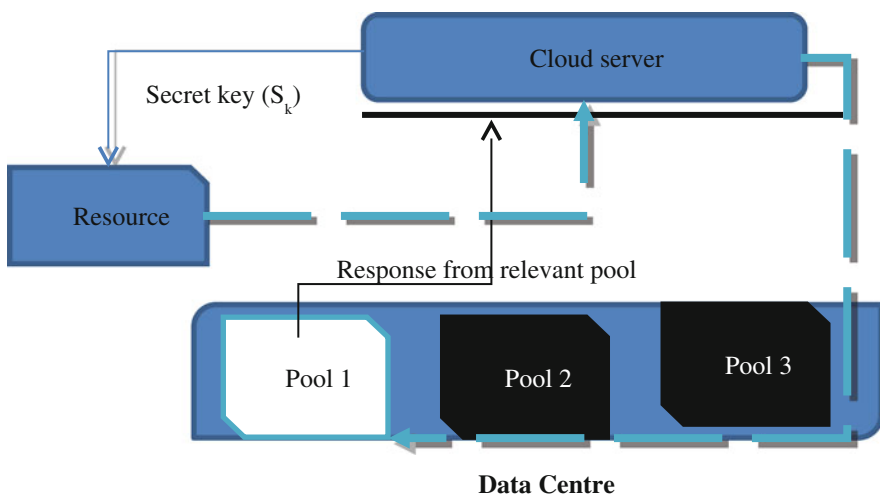 Cloud server
Secret key (Sk)
Resource
Response from relevant pool
Pool 1
Pool 2
Pool 3
Data Centre